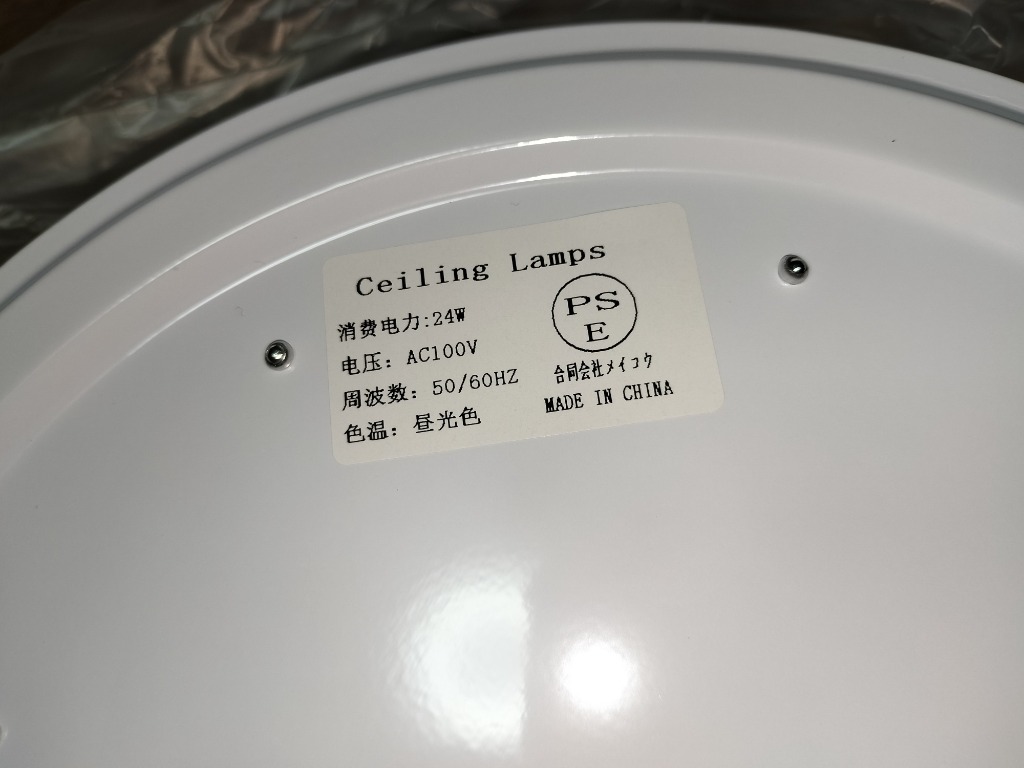 Ceiling Lamps
消费电力:24W
电压: AC100V
周波数: 50/60HZ
色温: 昼光色
PS
E
合同会社メイコウ
MADE IN CHINA